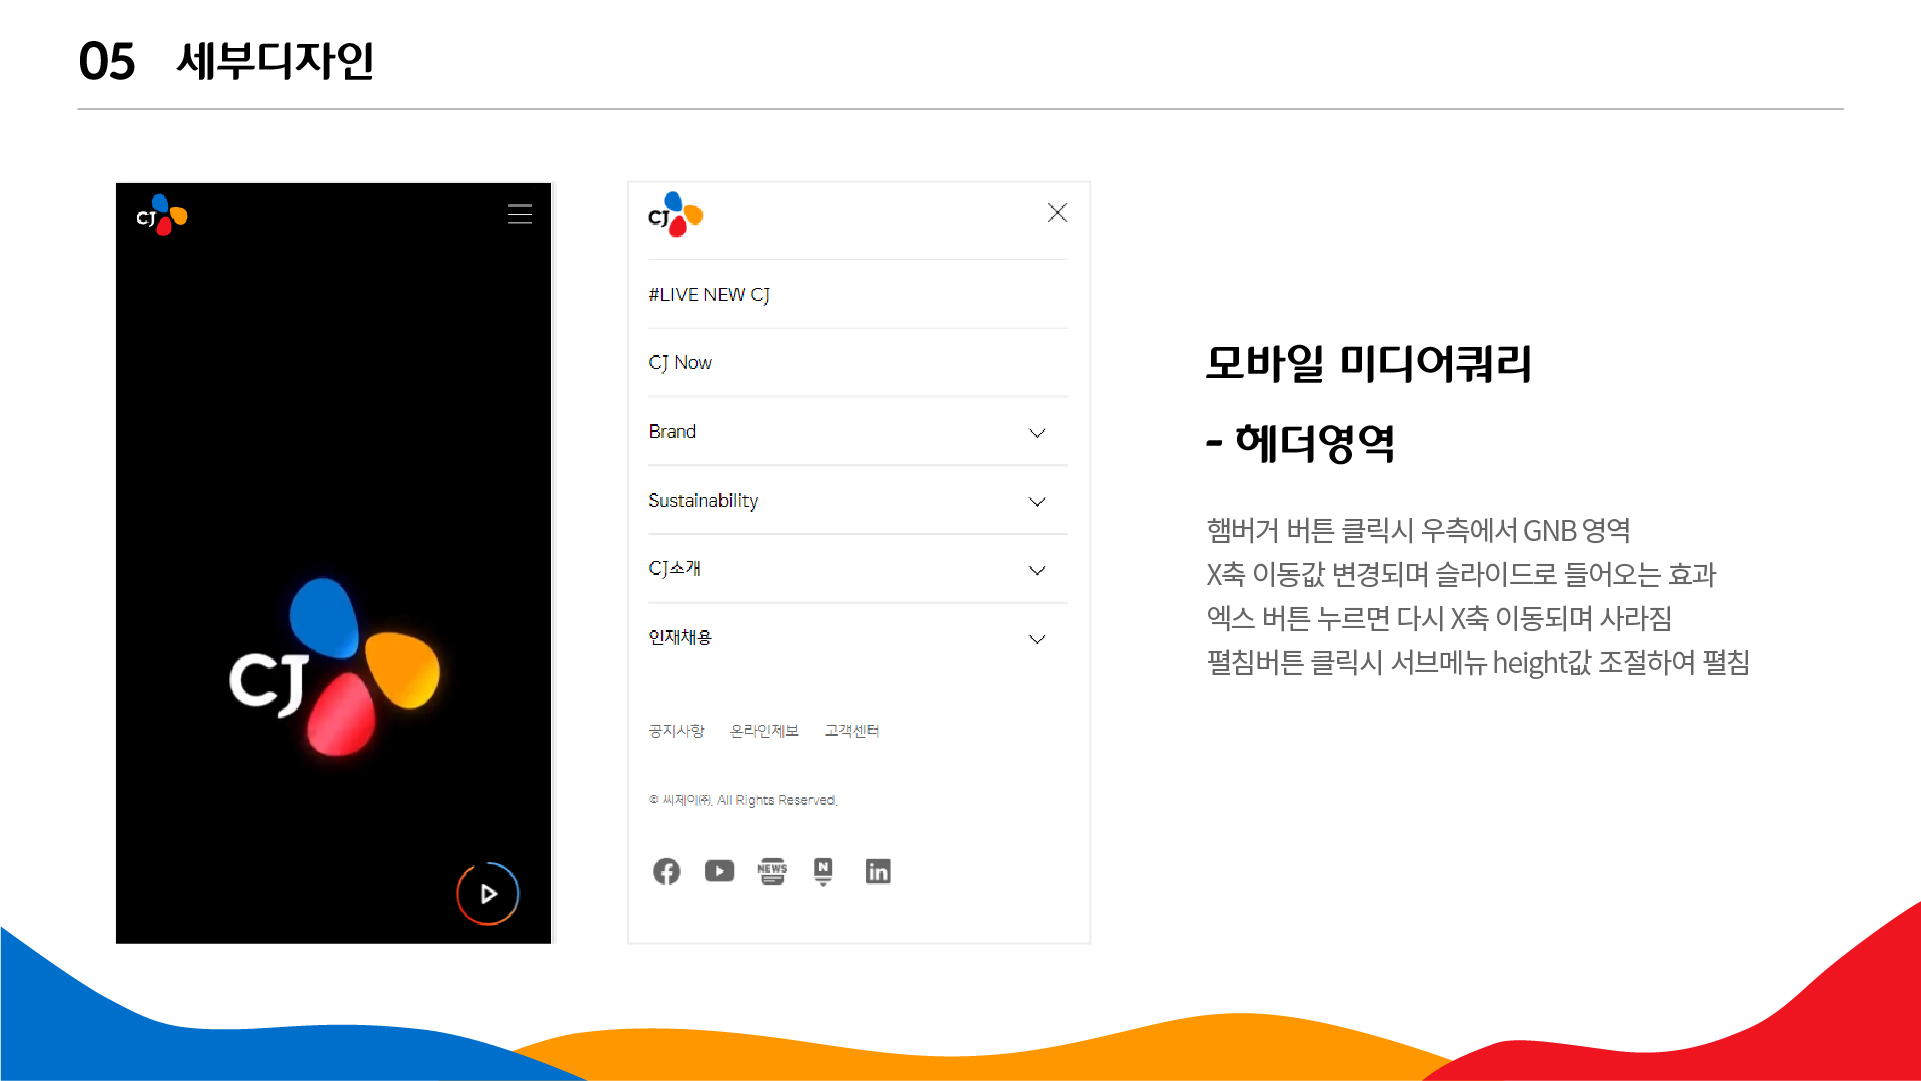 05 세부디자인
CJ
CJ
CJ
#LIVE NEW CJ
CJ Now
Brand
Sustainability
CJ소개
인재채용
공지사항 온라인제보 고객센터
© 씨제이㈜. All Rights Reserved.
NEWS
N
in
모바일 미디어쿼리
- 헤더영역
햄버거 버튼 클릭시 우측에서 GNB 영역
X축 이동값 변경되며 슬라이드로 들어오는 효과
엑스 버튼 누르면 다시 X축 이동되며 사라짐
펼침버튼 클릭시 서브메뉴 height값 조절하여 펼침